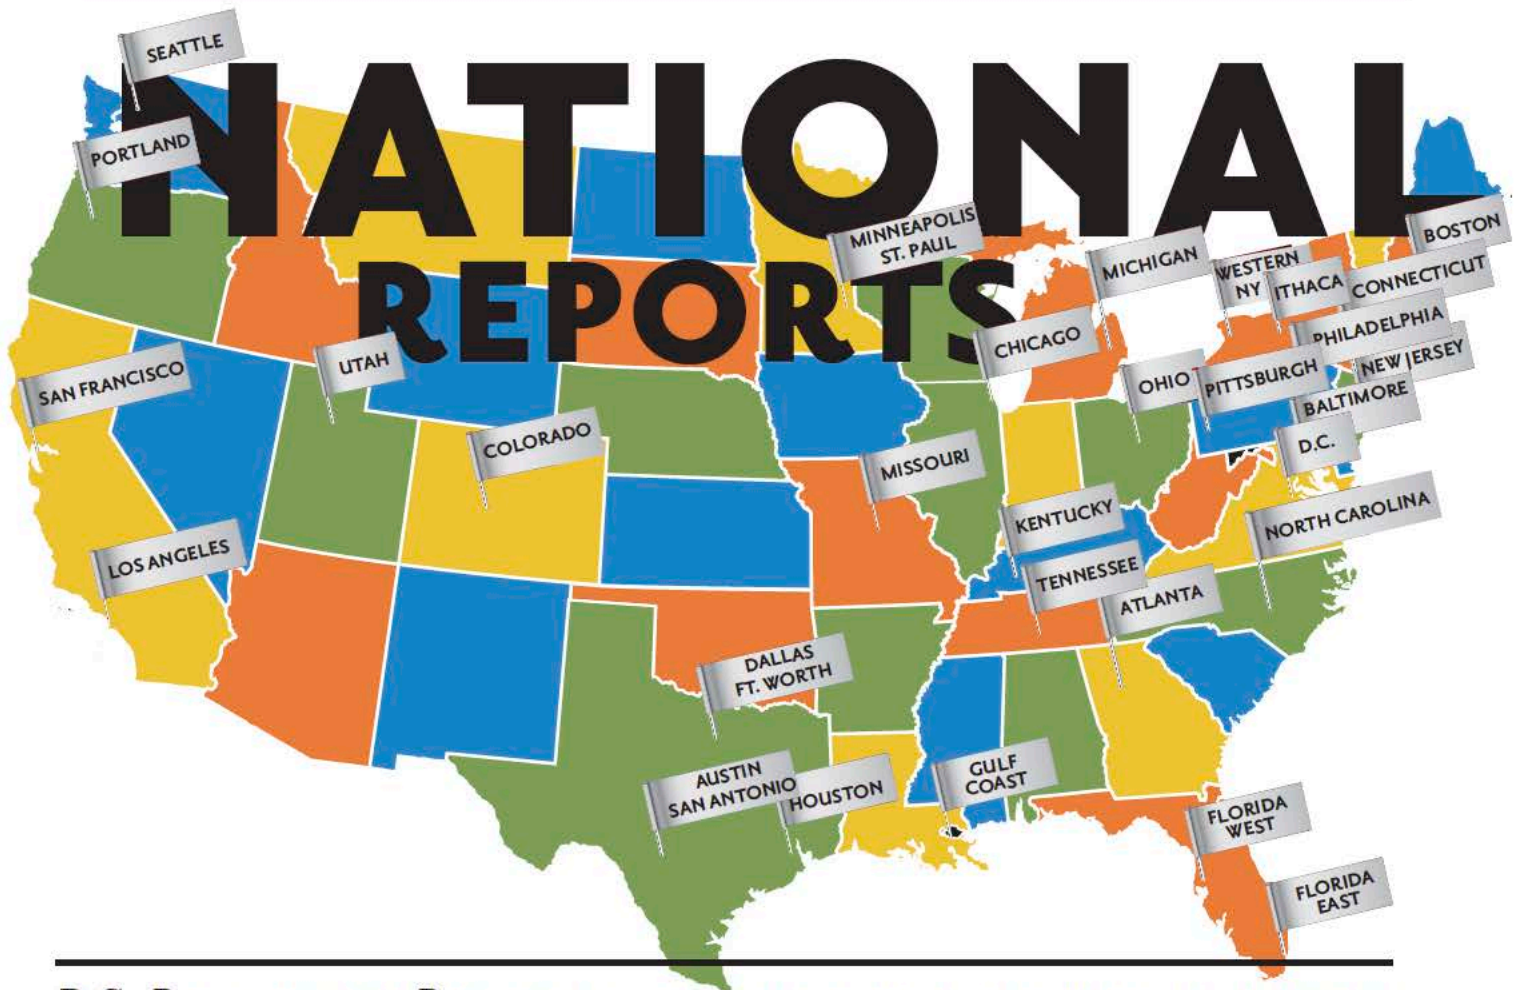 SEATTLE
NATIONAL
PORTLAND
REPORTS
MINNEAPOLIS
ST. PAUL
MICHIGAN
WESTERN
NY
ITHACA
BOSTON
CONNECTICUT
PHILADELPHIA
NEW JERSEY
CHICAGO
OHIO
PITTSBURGH
BALTIMORE
D.C.
SAN FRANCISCO
UTAH
COLORADO
MISSOURI
KENTUCKY
NORTH CAROLINA
LOS ANGELES
TENNESSEE
ATLANTA
DALLAS
FT. WORTH
AUSTIN
SAN ANTONIO
HOUSTON
GULF
COAST
FLORIDA
WEST
FLORIDA
EAST